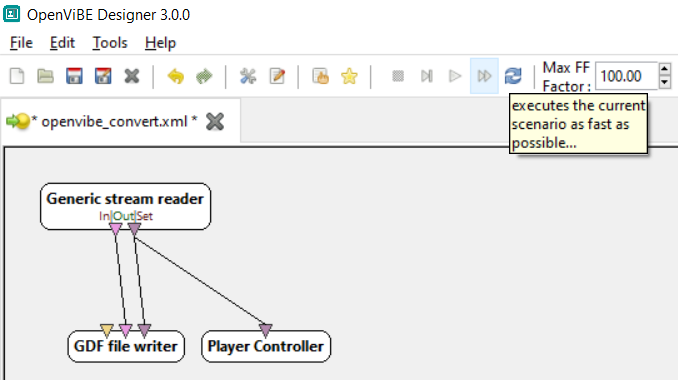 OpenViBE Designer 3.0.0
File Edit Tools Help
Max FF
Factor : 100.00
executes the current
scenario as fast as
possible...
* openvibe_convert.xml *
Generic stream reader
In|Out|Set
GDF file writer
Player Controller